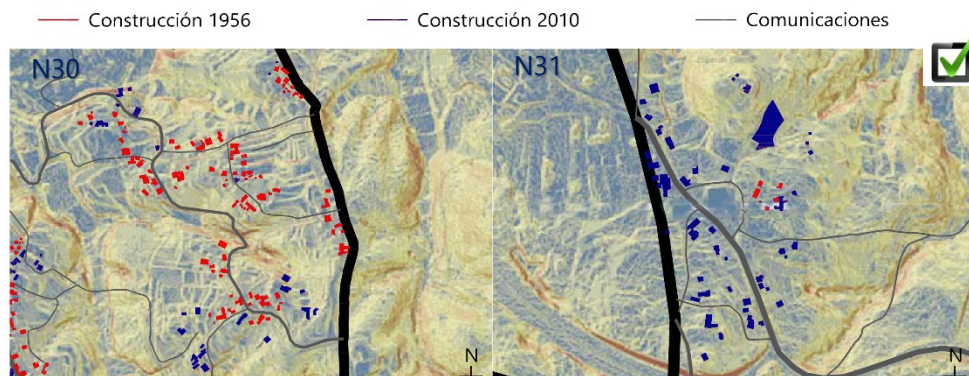 Construcción 1956
Construcción 2010
Comunicaciones
N30
N31
N
N